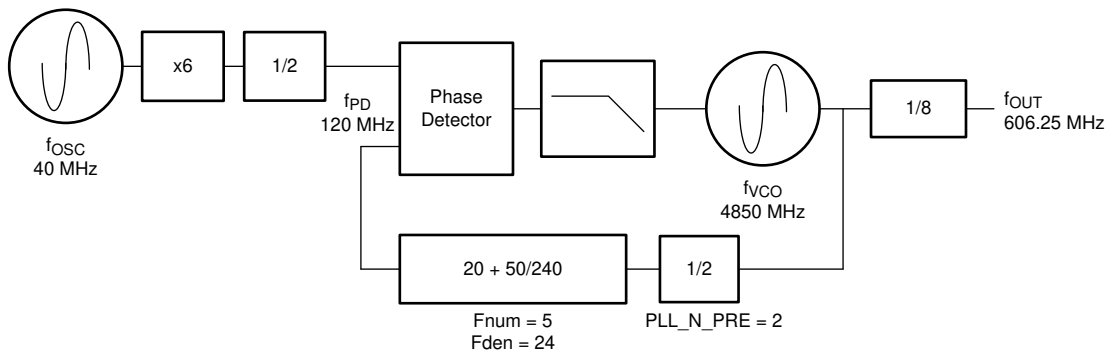 x6
1/2
fPD
120 MHz
Phase
Detector
1/8
fOUT
606.25 MHz
fOSC
40 MHz
fVCO
4850 MHz
20 + 50/240
1/2
Fnum = 5
Fden = 24
PLL_N_PRE = 2